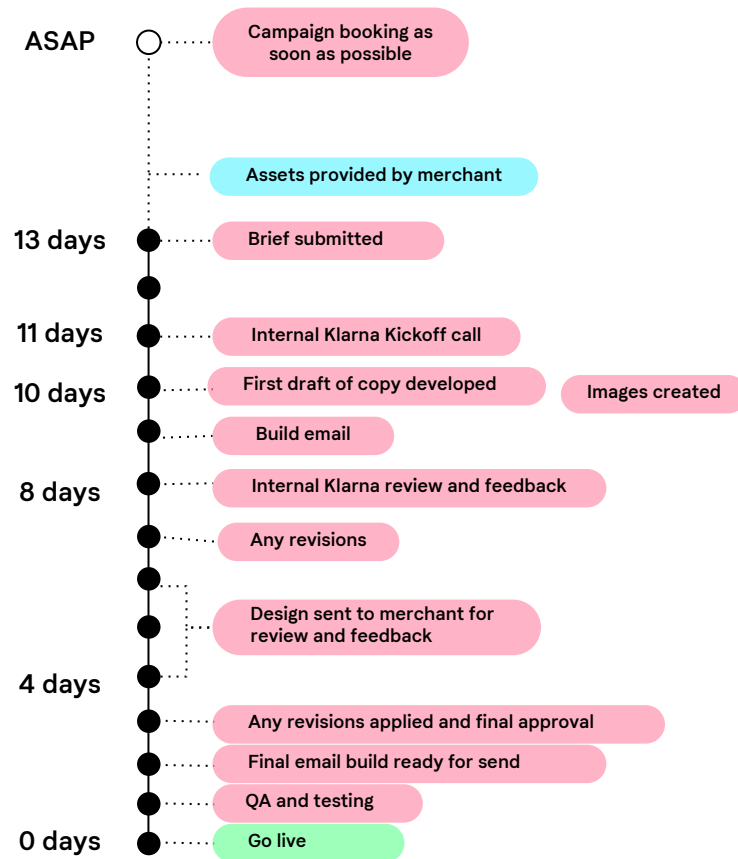 ASAP
Campaign booking as
soon as possible
Assets provided by merchant
13 days
Brief submitted
11 days
Internal Klarna Kickoff call
10 days
First draft of copy developed
Images created
Build email
8 days
Internal Klarna review and feedback
Any revisions
Design sent to merchant for
review and feedback
4 days
Any revisions applied and final approval
Final email build ready for send
QA and testing
0 days
Go live